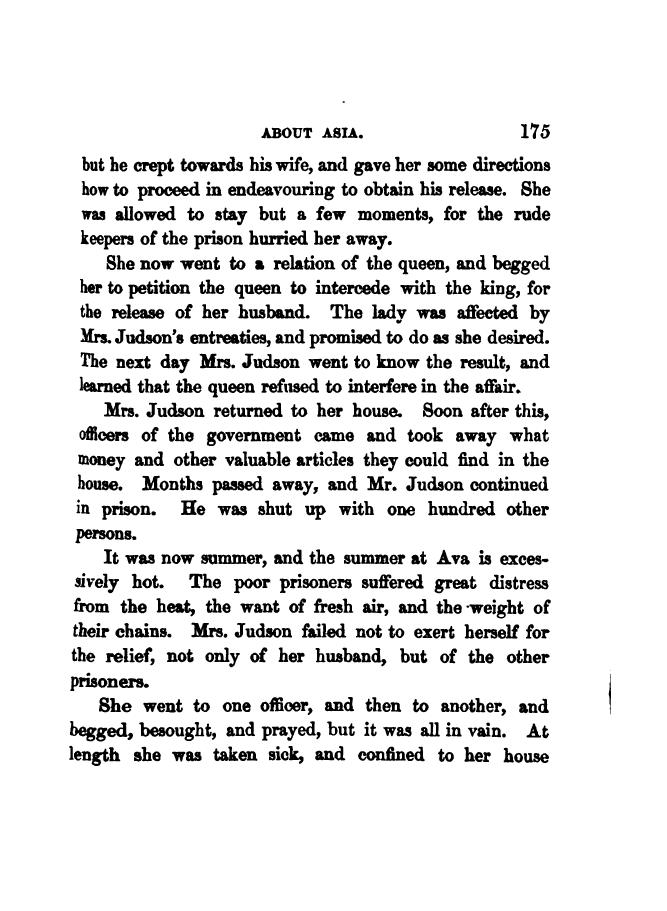 ABOUT ASIA. 175
but he crept towards his wife, and gave her some directions
how to proceed in endeavouring to obtain his release. She
was allowed to stay but a few moments, for the rude
keepers of the prison hurried her away.
She now went to a relation of the queen, and begged
her to petition the queen to intercede with the king, for
the release of her husband. The lady was affected by
Mrs. Judson's entreaties, and promised to do as she desired.
The next day Mrs. Judson went to know the result, and
learned that the queen refused to interfere in the affair.
Mrs. Judson returned to her house. Soon after this,
officers of the government came and took away what
money and other valuable articles they could find in the
house. Months passed away, and Mr. Judson continued
in prison. He was shut up with one hundred other
persons.
It was now summer, and the summer at Ava is exces-
sively hot. The poor prisoners suffered great distress
from the heat, the want of fresh air, and the weight of
their chains. Mrs. Judson failed not to exert herself for
the relief, not only of her husband, but of the other
prisoners.
She went to one officer, and then to another, and
begged, besought, and prayed, but it was all in vain. At
length she was taken sick, and confined to her house